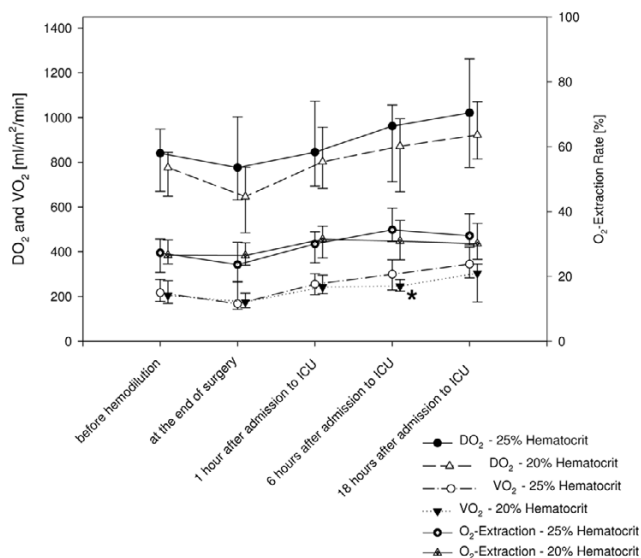 1400
1200
1000
800
600
400
200
0
DO₂ and VO₂ [ml/m²/min]
100
80
60
40
20
0
O₂-Extraction Rate [%]
*
before hemodilution
at the end of surgery
1 hour after admission to ICU
6 hours after admission to ICU
18 hours after admission to ICU
DO₂ - 25% Hematocrit
DO₂ - 20% Hematocrit
VO₂ - 25% Hematocrit
VO₂ - 20% Hematocrit
O₂-Extraction - 25% Hematocrit
O₂-Extraction - 20% Hematocrit